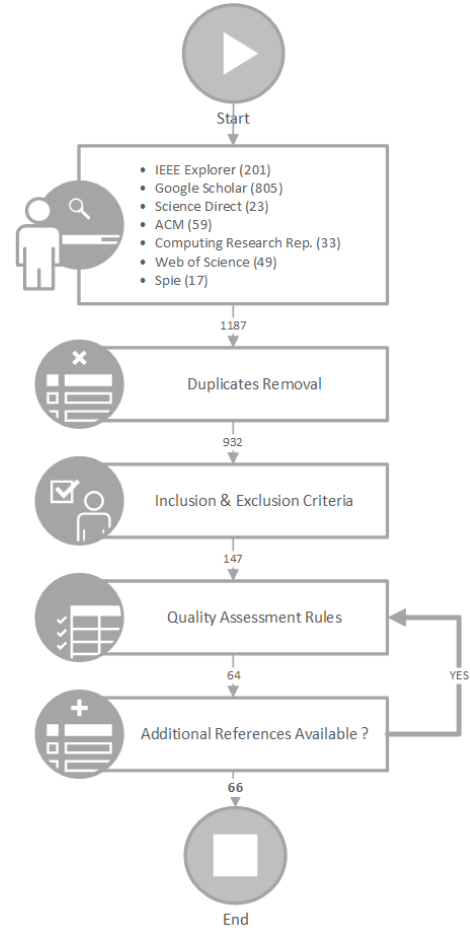 Start
• IEEE Explorer (201)
• Google Scholar (805)
• Science Direct (23)
• ACM (59)
• Computing Research Rep. (33)
• Web of Science (49)
• Spie (17)
1187
Duplicates Removal
932
Inclusion & Exclusion Criteria
147
Quality Assessment Rules
64
YES
Additional References Available ?
66
End